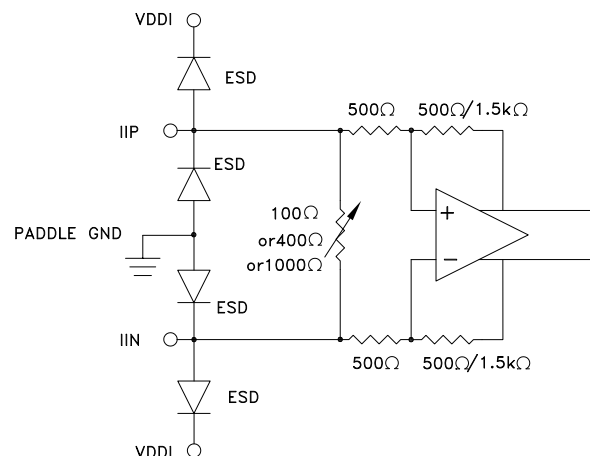 VDDI
ESD
500Ω 500Ω/1.5kΩ
IIP
ESD
100Ω
or400Ω
or1000Ω
+
PADDLE GND
−
ESD
IIN
500Ω 500Ω/1.5kΩ
ESD
VDDI